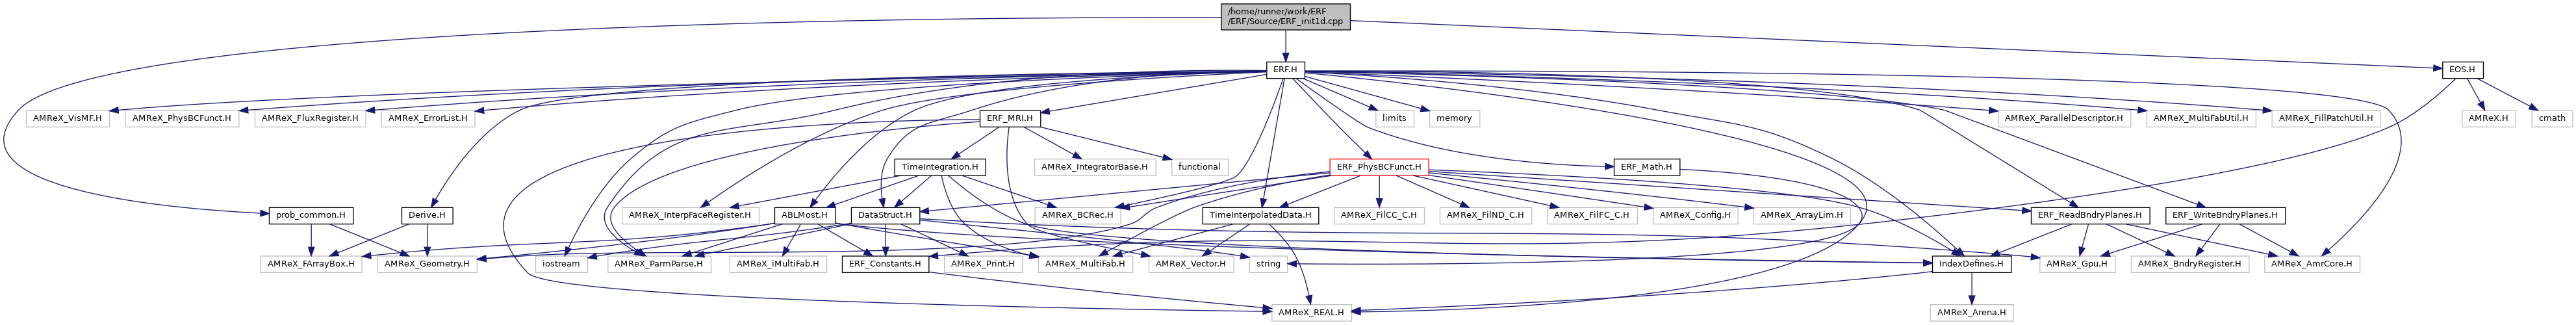 /home/runner/work/ERF
/ERF/Source/ERF_init1d.cpp
ERF.H
EOS.H
AMReX_VisMF.H
AMReX_PhysBCFunct.H
AMReX_FluxRegister.H
AMReX_ErrorList.H
ERF_MRI.H
limits
memory
AMReX_ParallelDescriptor.H
AMReX_MultiFabUtil.H
AMReX_FillPatchUtil.H
AMReX.H
cmath
TimeIntegration.H
AMReX_IntegratorBase.H
functional
ERF_PhysBCFunct.H
ERF_Math.H
prob_common.H
Derive.H
AMReX_InterpFaceRegister.H
ABLMost.H
DataStruct.H
AMReX_BCRec.H
TimeInterpolatedData.H
AMReX_FilCC_C.H
AMReX_FilND_C.H
AMReX_FilFC_C.H
AMReX_Config.H
AMReX_ArrayLim.H
ERF_ReadBndryPlanes.H
ERF_WriteBndryPlanes.H
AMReX_FArrayBox.H
AMReX_Geometry.H
iostream
AMReX_ParmParse.H
AMReX_iMultiFab.H
ERF_Constants.H
AMReX_Print.H
AMReX_MultiFab.H
AMReX_Vector.H
string
IndexDefines.H
AMReX_Gpu.H
AMReX_BndryRegister.H
AMReX_AmrCore.H
AMReX_REAL.H
AMReX_Arena.H